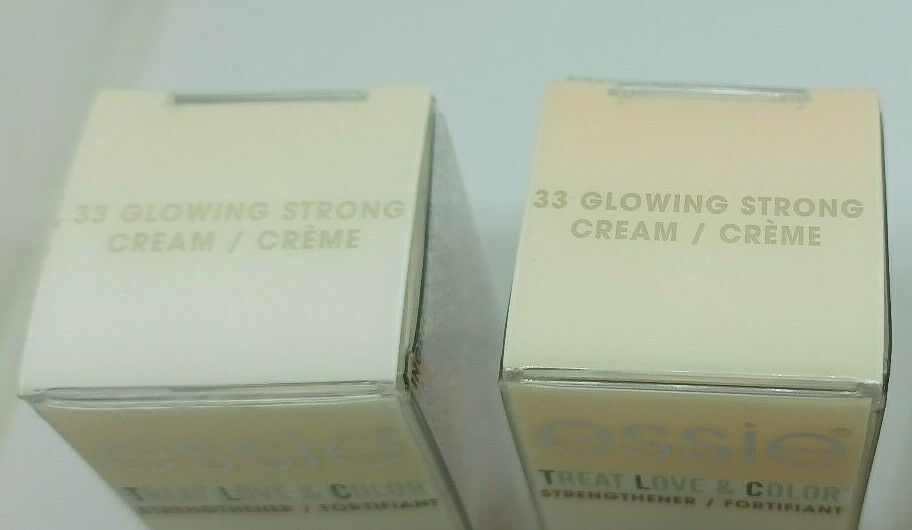 33 GLOWING STRONG
CREAM / CRÈME
essie
TREAT LOVE & COLOR
STRENGTHENER / FORTIFIANT
33 GLOWING STRONG
CREAM / CRÈME
essie®
TREAT LOVE & COLOR
STRENGTHENER / FORTIFIANT